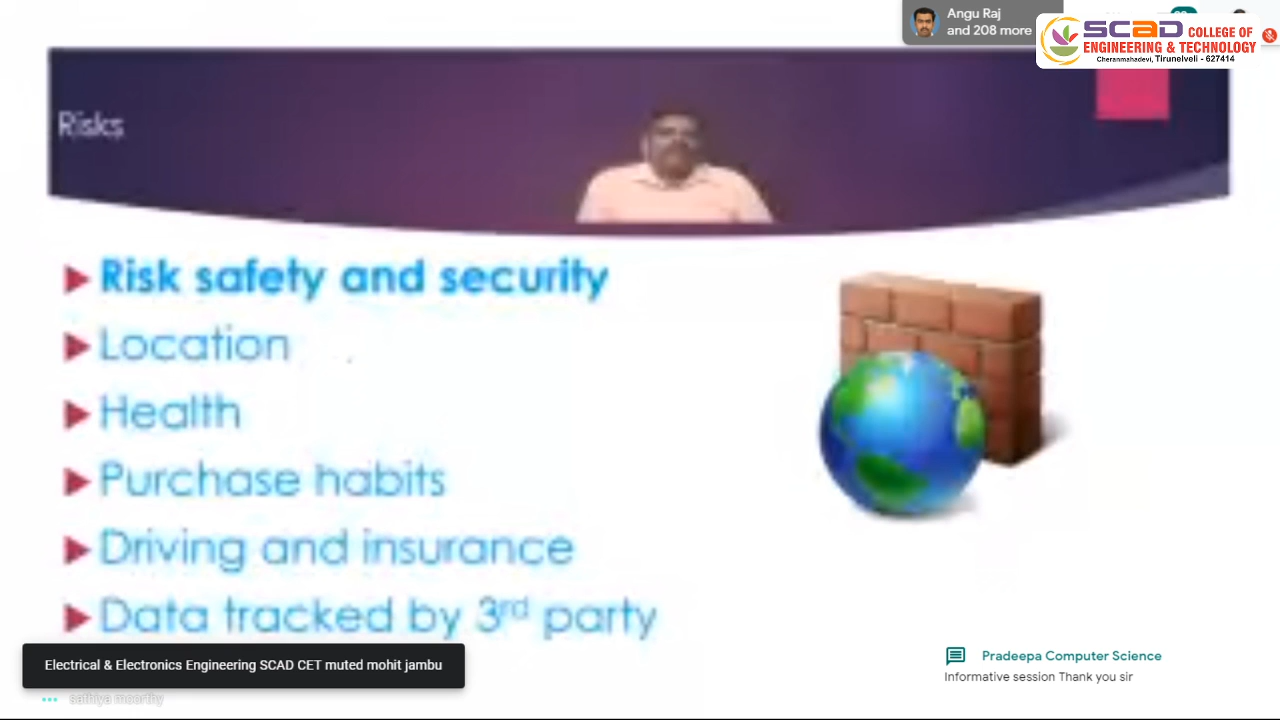 Angu Raj
and 208 more
SCAD COLLEGE OF
ENGINEERING & TECHNOLOGY
Cheranmahadevi, Tirunelveli - 627414
Risks
Risk safety and security
Location
Health
Purchase habits
Driving and insurance
Data tracked by 3rd party
Electrical & Electronics Engineering SCAD CET muted mohit jambu
sathiya moorthy
Pradeepa Computer Science
Informative session Thank you sir